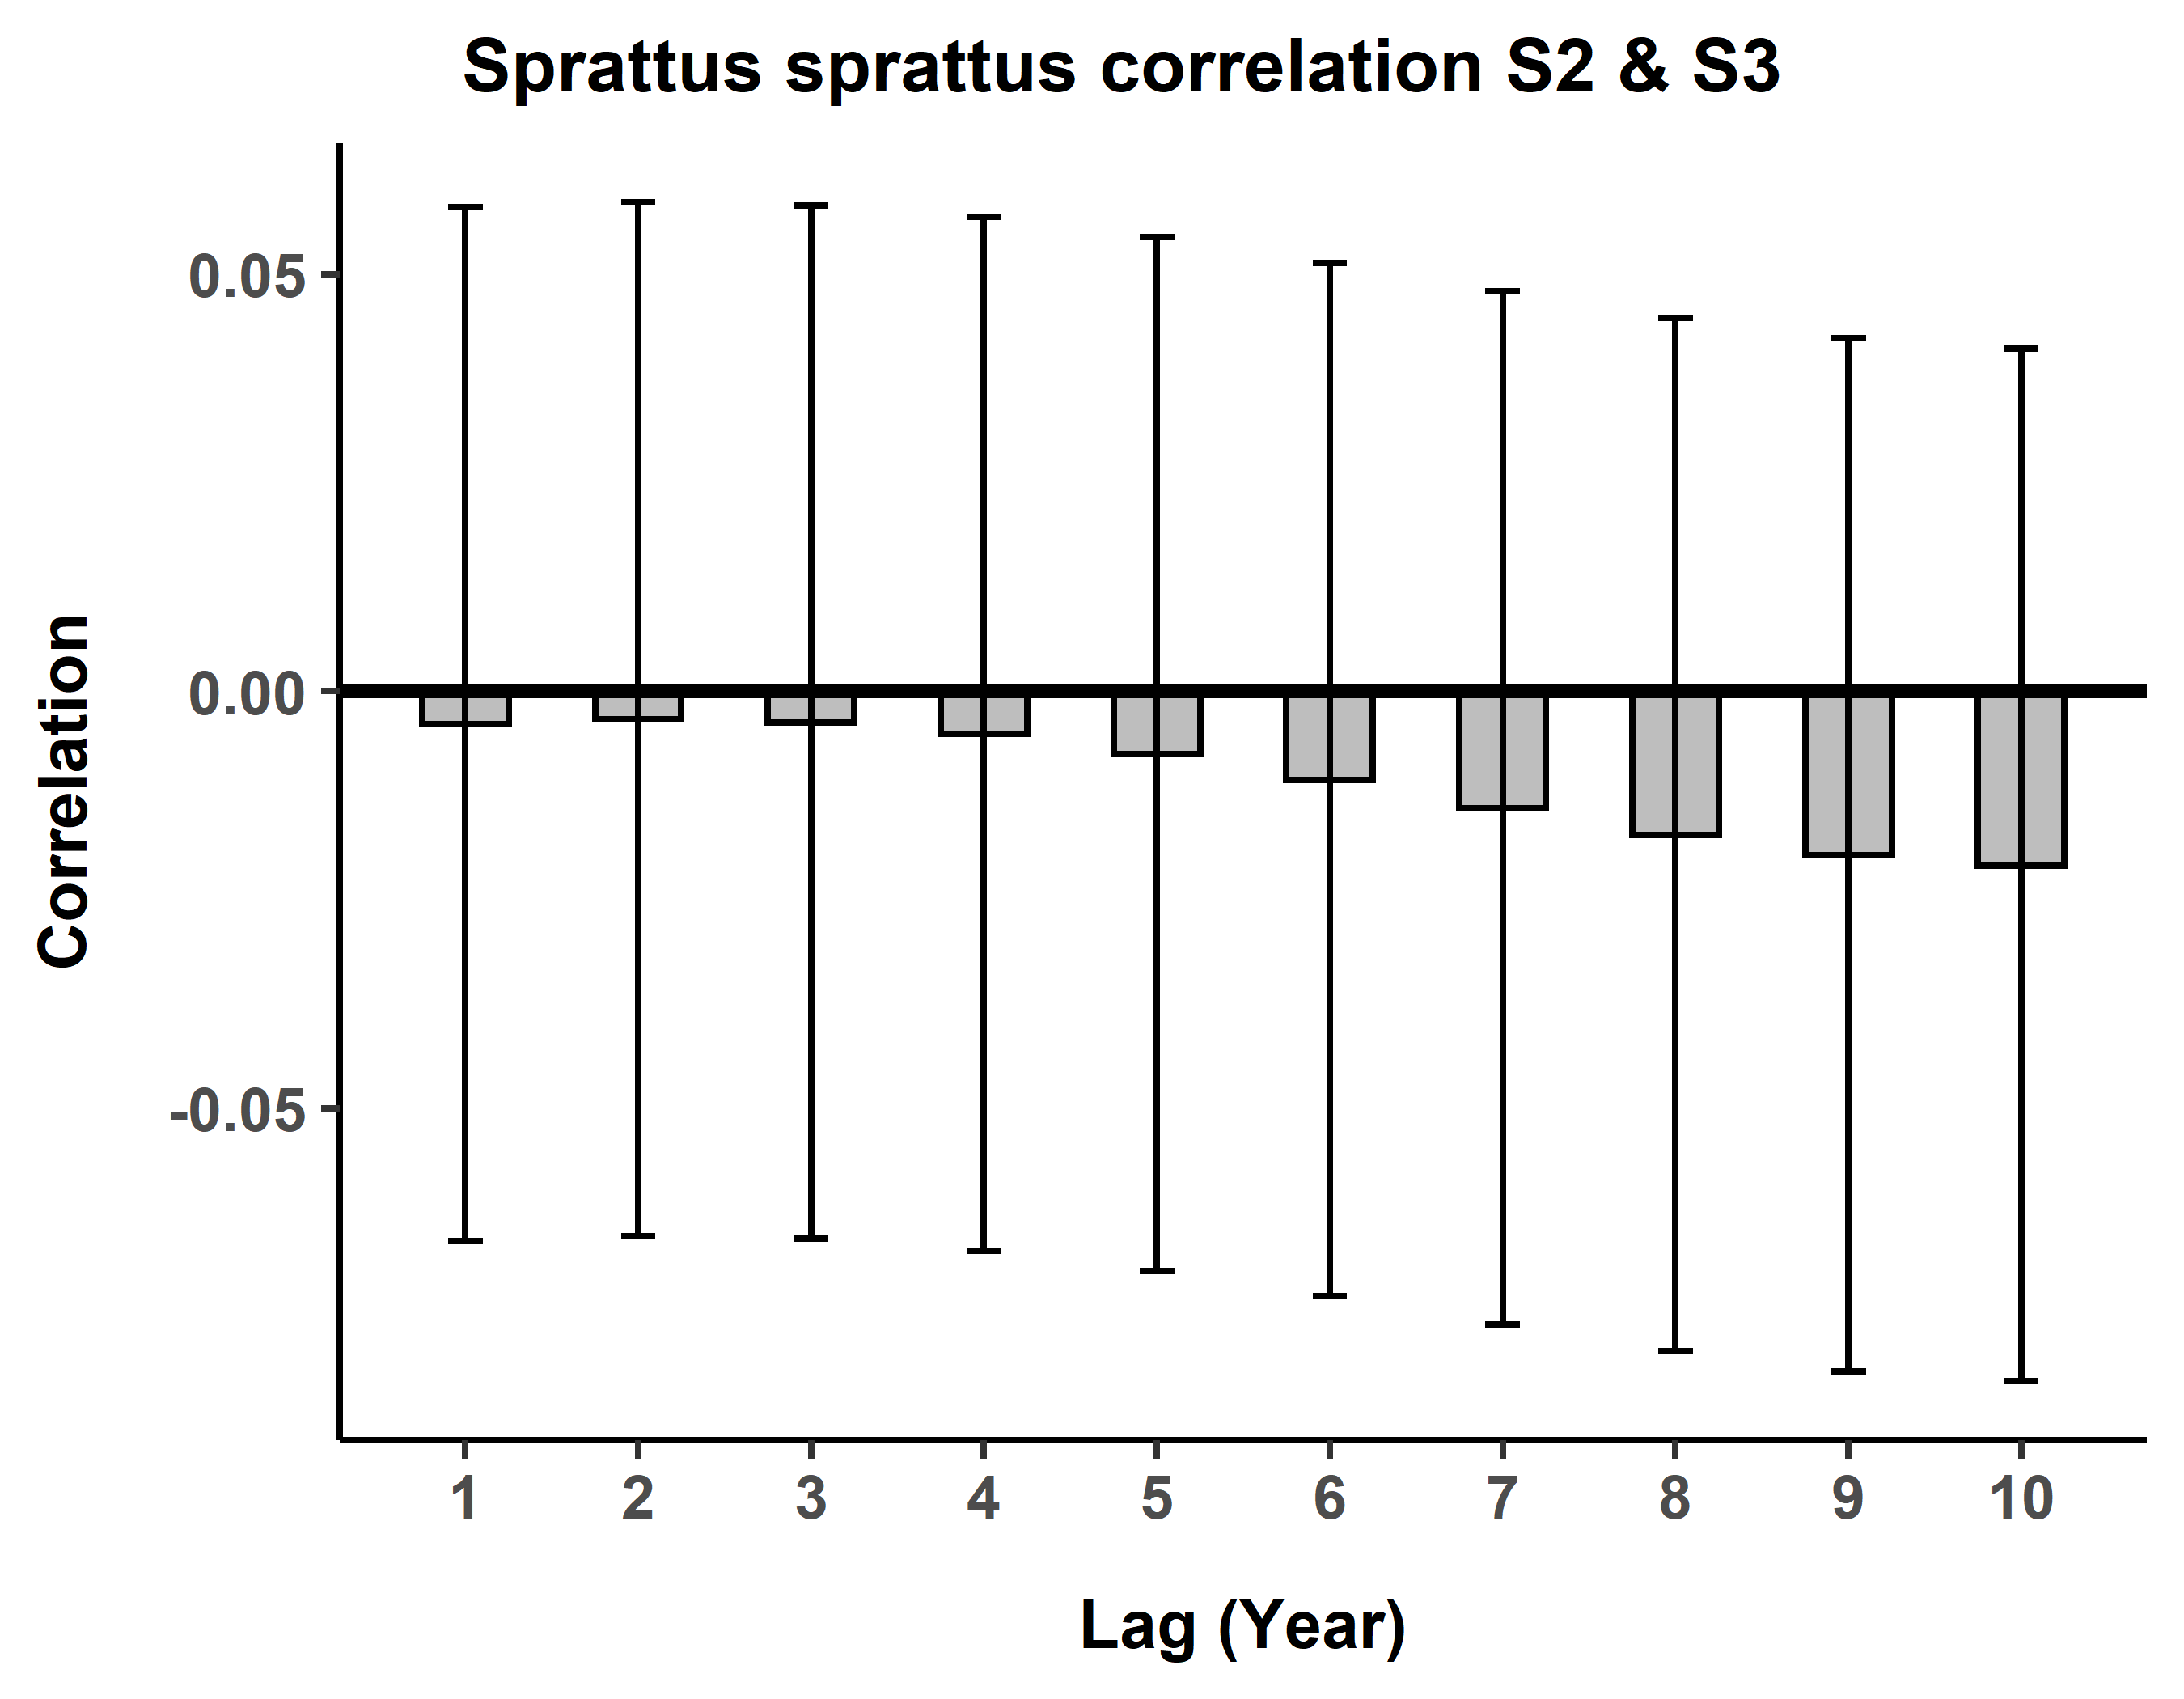 Sprattus sprattus correlation S2 & S3
Correlation
0.05
0.00
-0.05
1 2 3 4 5 6 7 8 9 10
Lag (Year)